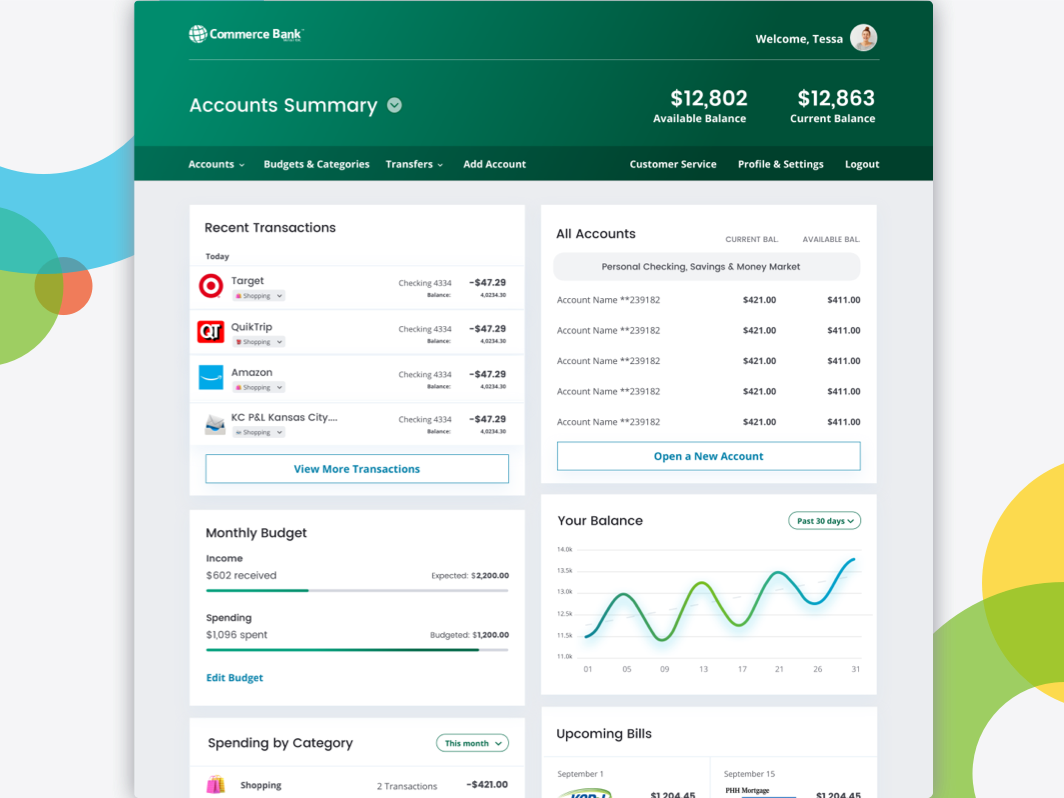 Commerce Bank
Welcome, Tessa
Accounts Summary
$12,802
Available Balance
$12,863
Current Balance
Accounts
Budgets & Categories
Transfers
Add Account
Customer Service
Profile & Settings
Logout
Recent Transactions
Today
Target
Shopping
Checking 4334
-$47.29
Balance:
4,0234.30
QuikTrip
Shopping
Checking 4334
-$47.29
Balance:
4,0234.30
Amazon
Shopping
Checking 4334
-$47.29
Balance:
4,0234.30
KC P&L Kansas City....
Shopping
Checking 4334
-$47.29
Balance:
4,0234.30
View More Transactions
All Accounts
CURRENT BAL.
AVAILABLE BAL.
Personal Checking, Savings & Money Market
Account Name **239182 $421.00 $411.00
Account Name **239182 $421.00 $411.00
Account Name **239182 $421.00 $411.00
Account Name **239182 $421.00 $411.00
Account Name **239182 $421.00 $411.00
Open a New Account
Monthly Budget
Income
$602 received
Expected: $2,200.00
Spending
$1,096 spent
Budgeted: $1,200.00
Edit Budget
Your Balance
Past 30 days
14.0k
13.5k
13.0k
12.5k
11.5k
11.0k
01 05 09 13 17 21 26 31
Spending by Category
This month
Shopping
2 Transactions
-$421.00
Upcoming Bills
September 1
$1,204.45
September 15
PHH Mortgage
$1,204.45